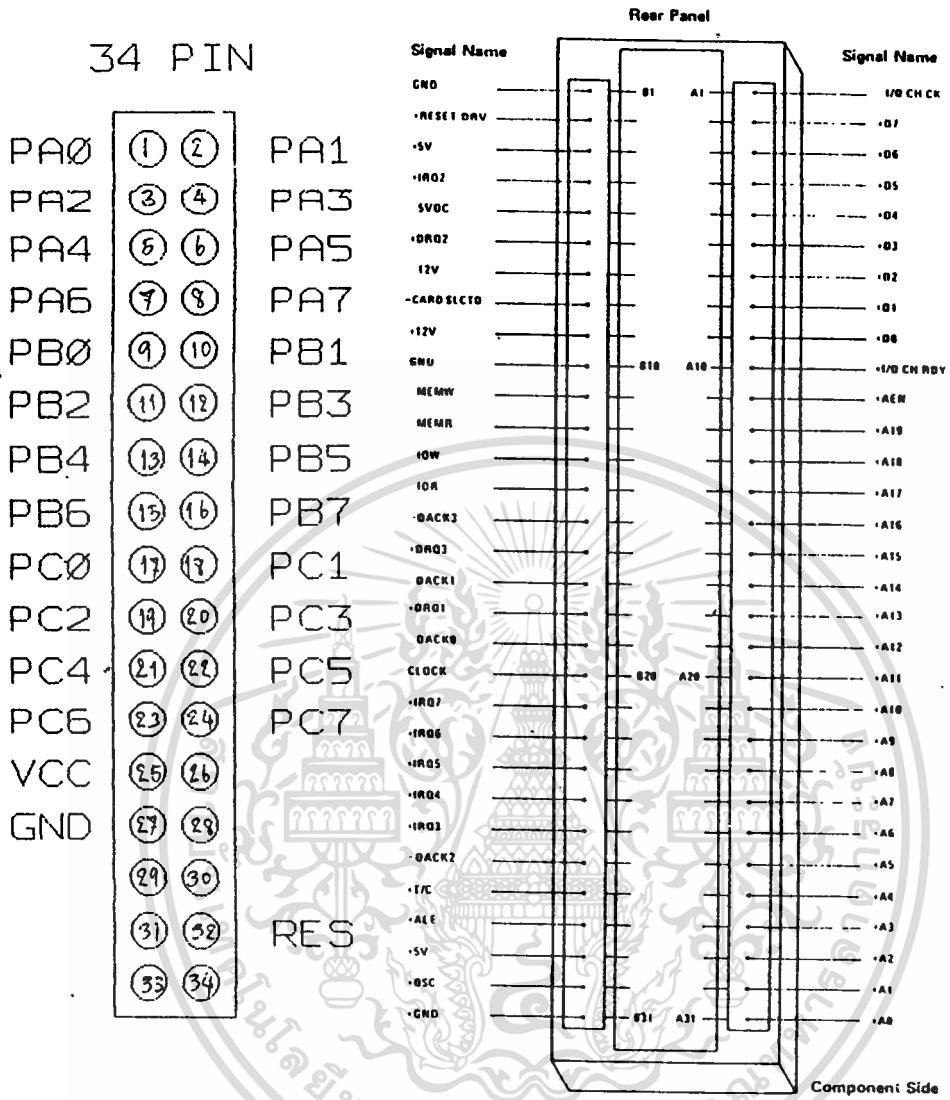 34 PIN
PAØ 1 2 PA1
PA2 3 4 PA3
PA4 5 6 PA5
PA6 7 8 PA7
PBØ 9 10 PB1
PB2 11 12 PB3
PB4 13 14 PB5
PB6 15 16 PB7
PCØ 17 18 PC1
PC2 19 20 PC3
PC4 21 22 PC5
PC6 23 24 PC7
VCC 25 26
GND 27 28
29 30
31 32 RES
33 34
Rear Panel
Signal Name
Signal Name
GND B1 A1 I/O CH CK
+RESET DRV +D7
+5V +D6
+IRQ2 +D5
5VDC +D4
+DRQ2 +D3
12V +D2
-CARD SLCTD +D1
+12V +D0
GND B10 A10 +I/O CH RDY
MEMW +AEN
MEMR +A19
IOW +A18
IOR +A17
-DACK3 +A16
+DRQ3 +A15
DACK1 +A14
+DRQ1 +A13
DACK0 +A12
CLOCK B20 A20 +A11
+IRQ7 +A10
+IRQ6 +A9
+IRQ5 +A8
+IRQ4 +A7
+IRQ3 +A6
-DACK2 +A5
+T/C +A4
+ALE +A3
+5V +A2
+OSC +A1
+GND B31 A31 +A0
Component Side